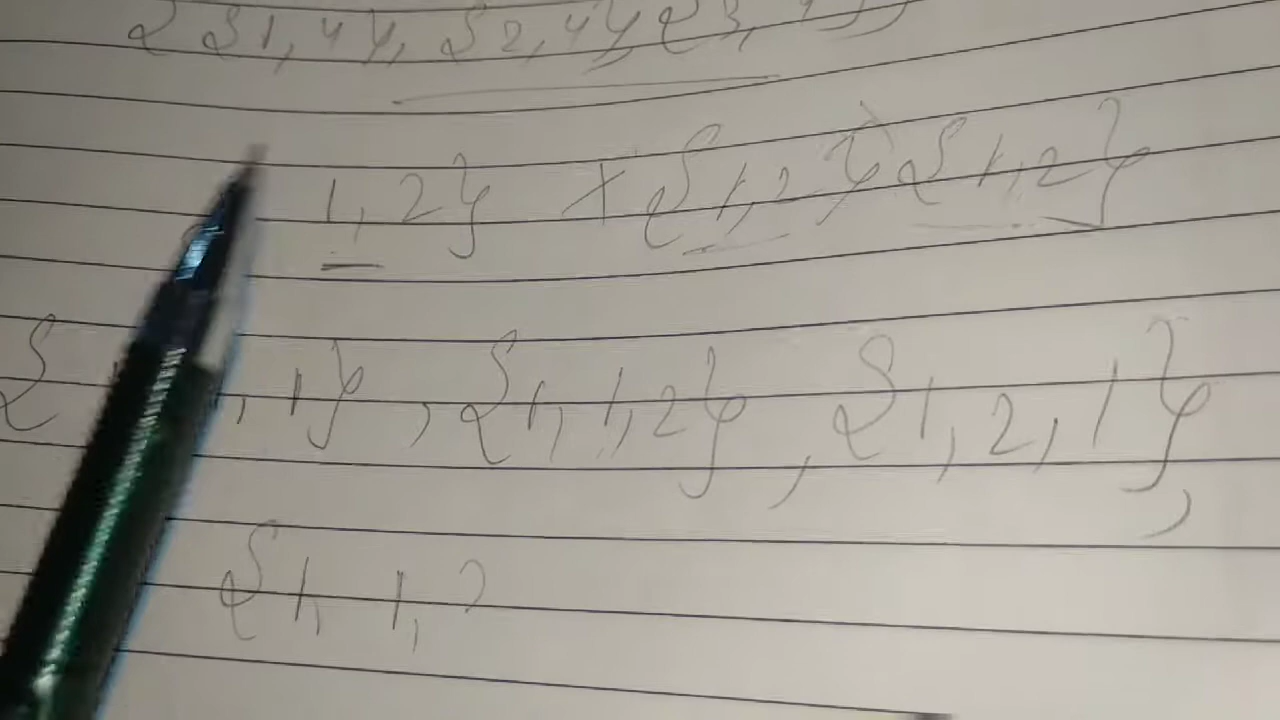 { {1,4}, {2,4}, {3,
1,2} × {1,2} × {1,2}
{ ,1}, {1,1,2}, {1,2,1},
{1, 1, 2